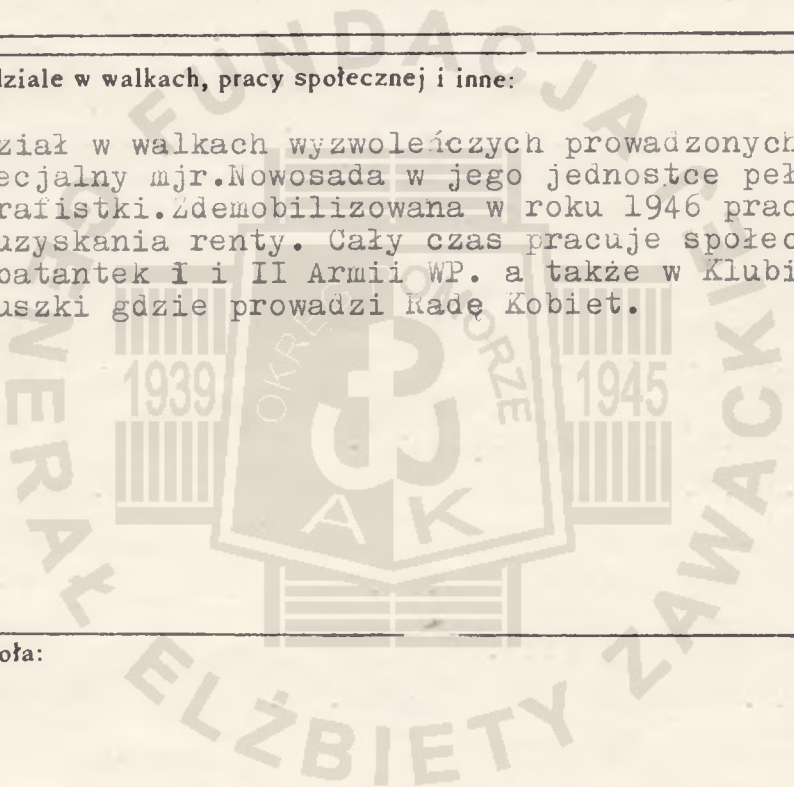 dziale w walkach, pracy społecznej i inne:
ział w walkach wyzwoleńczych prowadzonych
ecjalny mjr.Nowosada w jego jednostce peł
rafistki.Zdemobilizowana w roku 1946 prac
uzyskania renty. Cały czas pracuje społec
batantek I i II Armii WP. a także w Klubi
uszki gdzie prowadzi Radę Kobiet.
oła:
FUNDACJA GENERAŁ ELŻBIETY ZAWACKIEJ
OKRĘG POMORZE
1939
1945
AK